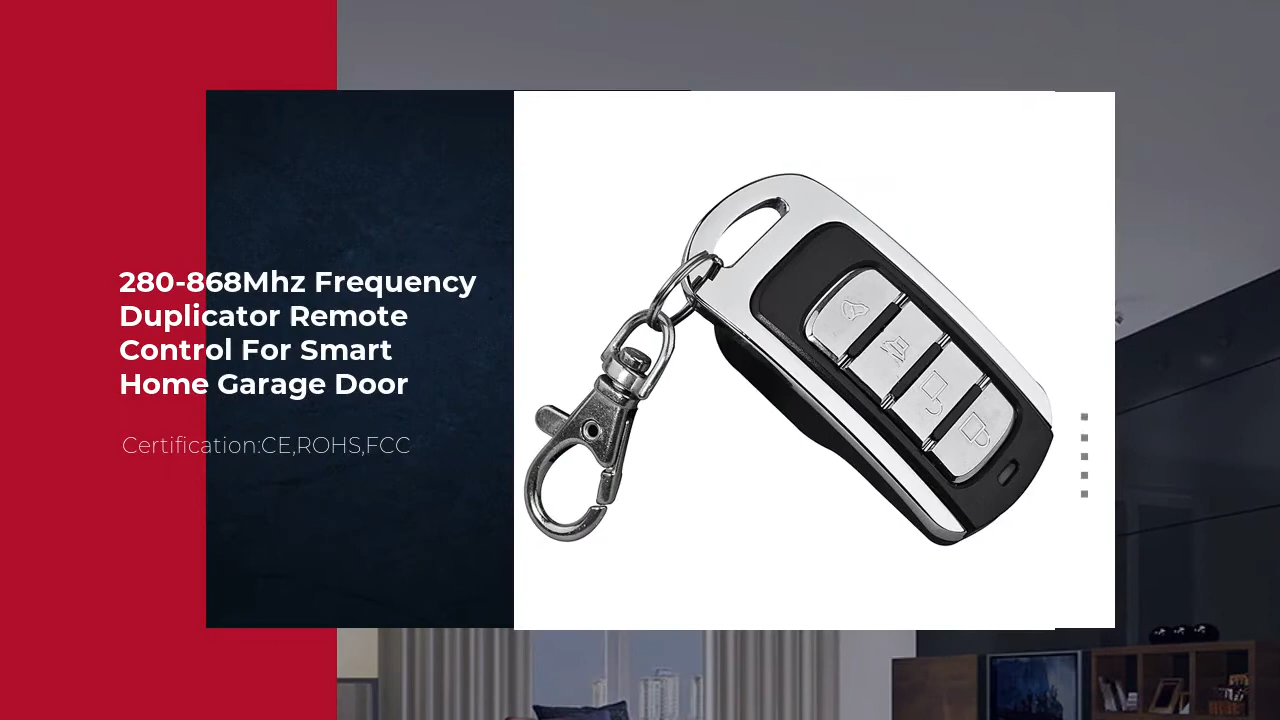 280-868Mhz Frequency
Duplicator Remote
Control For Smart
Home Garage Door
Certification:CE,ROHS,FCC